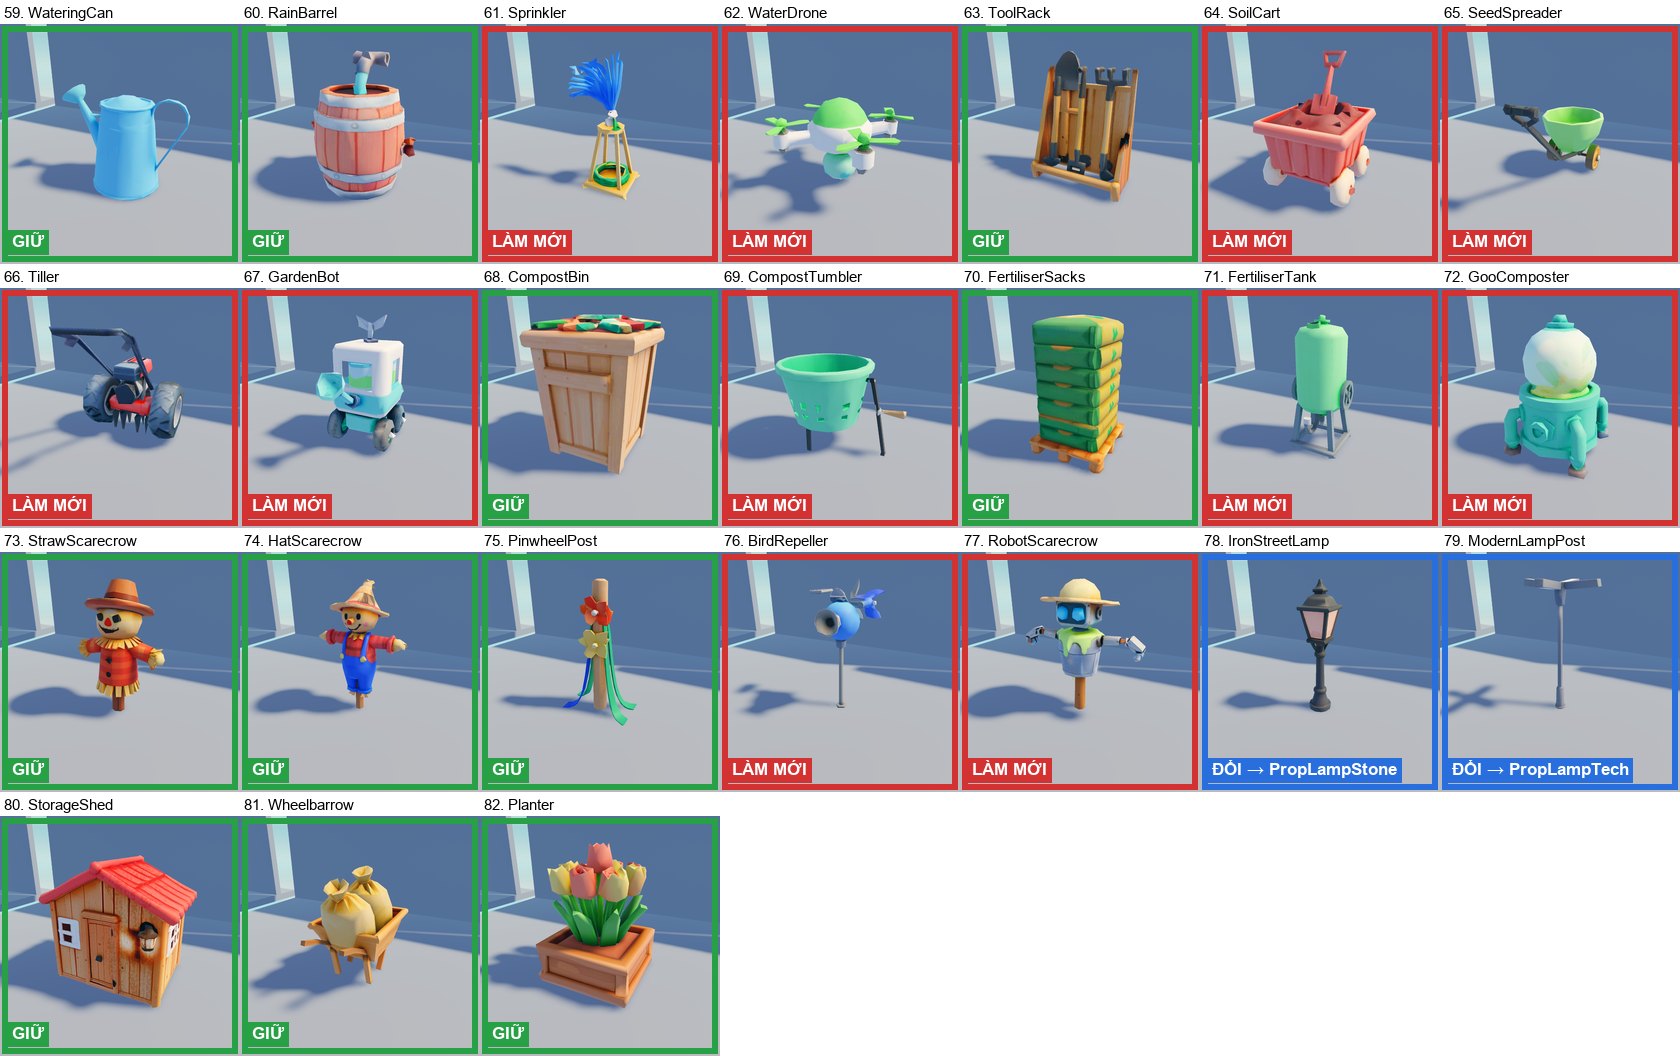 59. WateringCan
60. RainBarrel
61. Sprinkler
62. WaterDrone
63. ToolRack
64. SoilCart
65. SeedSpreader
GIỮ
GIỮ
LÀM MỚI
LÀM MỚI
GIỮ
LÀM MỚI
LÀM MỚI
66. Tiller
67. GardenBot
68. CompostBin
69. CompostTumbler
70. FertiliserSacks
71. FertiliserTank
72. GooComposter
LÀM MỚI
LÀM MỚI
GIỮ
LÀM MỚI
GIỮ
LÀM MỚI
LÀM MỚI
73. StrawScarecrow
74. HatScarecrow
75. PinwheelPost
76. BirdRepeller
77. RobotScarecrow
78. IronStreetLamp
79. ModernLampPost
GIỮ
GIỮ
GIỮ
LÀM MỚI
LÀM MỚI
ĐỔI → PropLampStone
ĐỔI → PropLampTech
80. StorageShed
81. Wheelbarrow
82. Planter
GIỮ
GIỮ
GIỮ